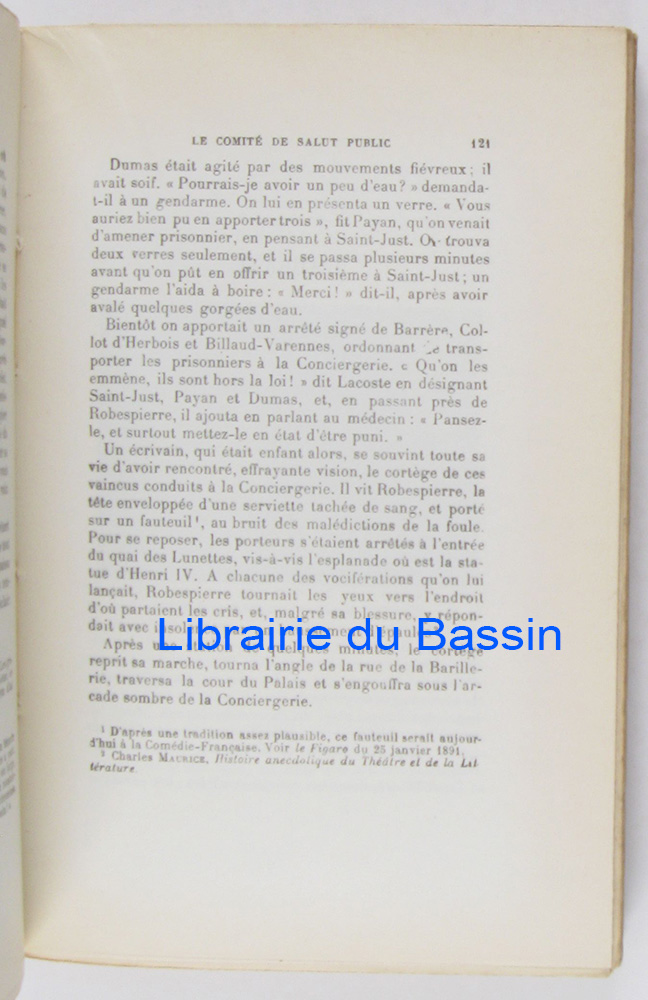 LE COMITÉ DE SALUT PUBLIC 121
Dumas était agité par des mouvements fiévreux ; il
avait soif. « Pourrais-je avoir un peu d'eau? » demanda-
t-il à un gendarme. On lui en présenta un verre. « Vous
auriez bien pu en apporter trois », fit Payan, qu'on venait
d'amener prisonnier, en pensant à Saint-Just. On trouva
deux verres seulement, et il se passa plusieurs minutes
avant qu'on pût en offrir un troisième à Saint-Just ; un
gendarme l'aida à boire : « Merci! » dit-il, après avoir
avalé quelques gorgées d'eau.
Bientôt on apportait un arrêté signé de Barrère, Col-
lot d'Herbois et Billaud-Varennes, ordonnant de trans-
porter les prisonniers à la Conciergerie. « Qu'on les
emmène, ils sont hors la loi! » dit Lacoste en désignant
Saint-Just, Payan et Dumas, et, en passant près de
Robespierre, il ajouta en parlant au médecin : « Pansez-
le, et surtout mettez-le en état d'être puni. »
Un écrivain, qui était enfant alors, se souvint toute sa
vie d'avoir rencontré, effrayante vision, le cortège de ces
vaincus conduits à la Conciergerie. Il vit Robespierre, la
tête enveloppée d'une serviette tachée de sang, et porté
sur un fauteuil¹, au bruit des malédictions de la foule.
Pour se reposer, les porteurs s'étaient arrêtés à l'entrée
du quai des Lunettes, vis-à-vis l'esplanade où est la sta-
tue d'Henri IV. A chacune des vociférations qu'on lui
lançait, Robespierre tournait les yeux vers l'endroit
d'où partaient les cris, et, malgré sa blessure, y répon-
dait avec
Librairie du Bassin
Après une station de quelques minutes, le cortège
reprit sa marche, tourna l'angle de la rue de la Barille-
rie, traversa la cour du Palais et s'engouffra sous l'ar-
cade sombre de la Conciergerie.
¹ D'après une tradition assez plausible, ce fauteuil serait aujour-
d'hui à la Comédie-Française. Voir le Figaro du 25 janvier 1891.
² Charles MAURICE, Histoire anecdotique du Théâtre et de la Lit-
térature.